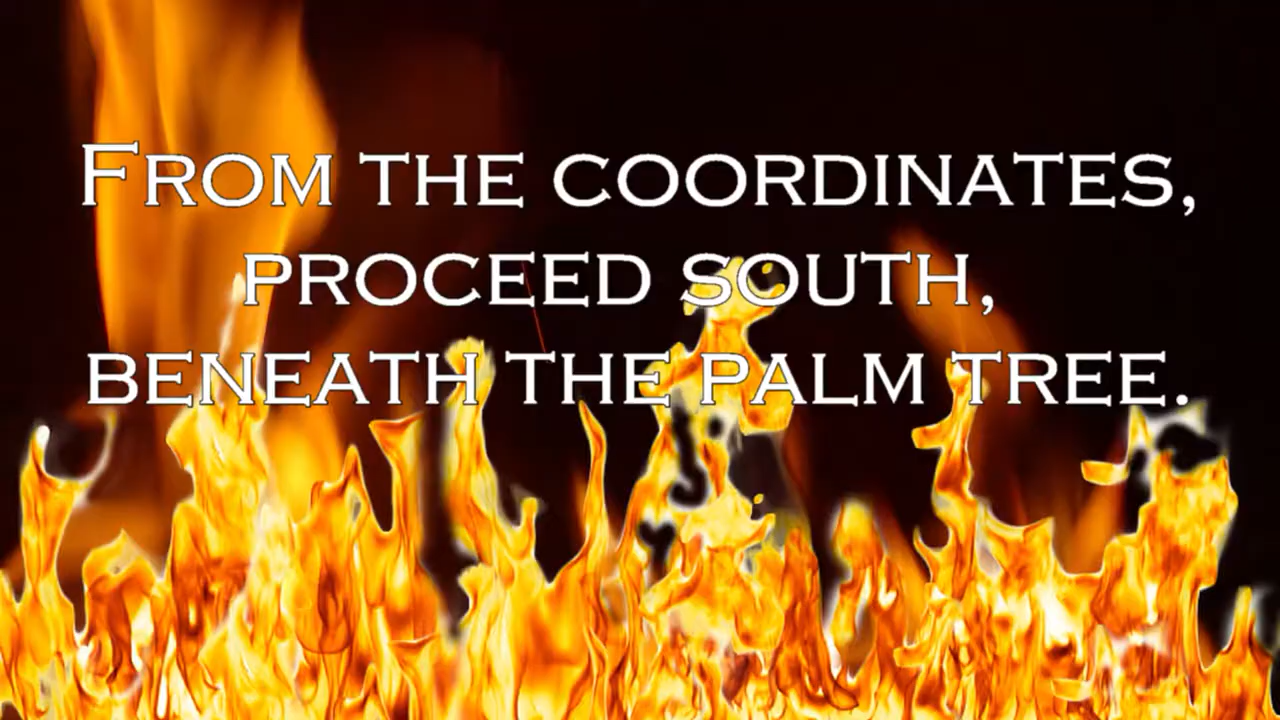 From the coordinates,
proceed south,
beneath the palm tree.